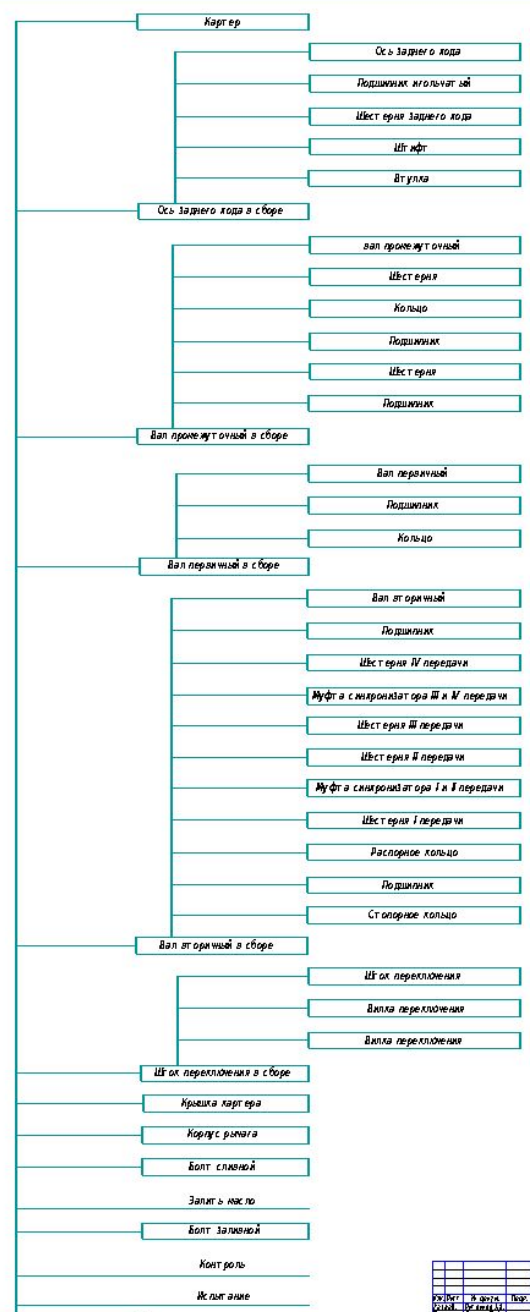 Картер
Ось заднего хода
Подшипник игольчатый
Шестерня заднего хода
Штифт
Втулка
Ось заднего хода в сборе
вал промежуточный
Шестерня
Кольцо
Подшипник
Шестерня
Подшипник
Вал промежуточный в сборе
Вал первичный
Подшипник
Кольцо
Вал первичный в сборе
Вал вторичный
Подшипник
Шестерня IV передачи
Муфта синхронизатора III и IV передачи
Шестерня III передачи
Шестерня II передачи
Муфта синхронизатора I и II передачи
Шестерня I передачи
Распорное кольцо
Подшипник
Стопорное кольцо
Вал вторичный в сборе
Шток переключения
Вилка переключения
Вилка переключения
Шток переключения в сборе
Крышка картера
Корпус рычага
Болт сливной
Залить масло
Болт заливной
Контроль
Испытание